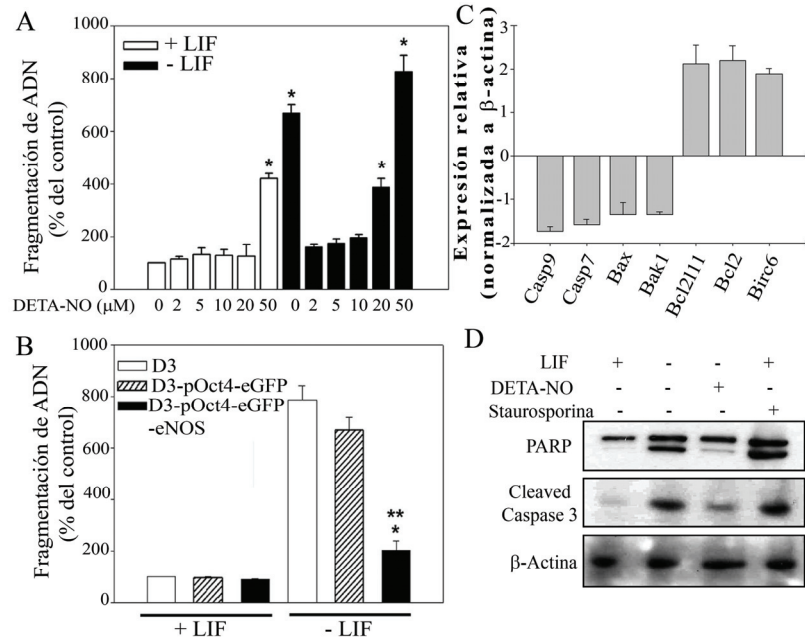 A
Fragmentación de ADN
(% del control)
1000
800
600
400
200
0
+ LIF
- LIF
*
*
*
*
DETA-NO (μM)
0 2 5 10 20 50 0 2 5 10 20 50
B
Fragmentación de ADN
(% del control)
1000
800
600
400
200
0
D3
D3-pOct4-eGFP
D3-pOct4-eGFP
-eNOS
**
*
+ LIF
- LIF
C
Expresión relativa
(normalizada a β-actina)
3
2
1
0
-1
-2
Casp9
Casp7
Bax
Bak1
Bcl2l11
Bcl2
Birc6
D
LIF + - - +
DETA-NO - - + -
Staurosporina - - - +
PARP
Cleaved
Caspase 3
β-Actina